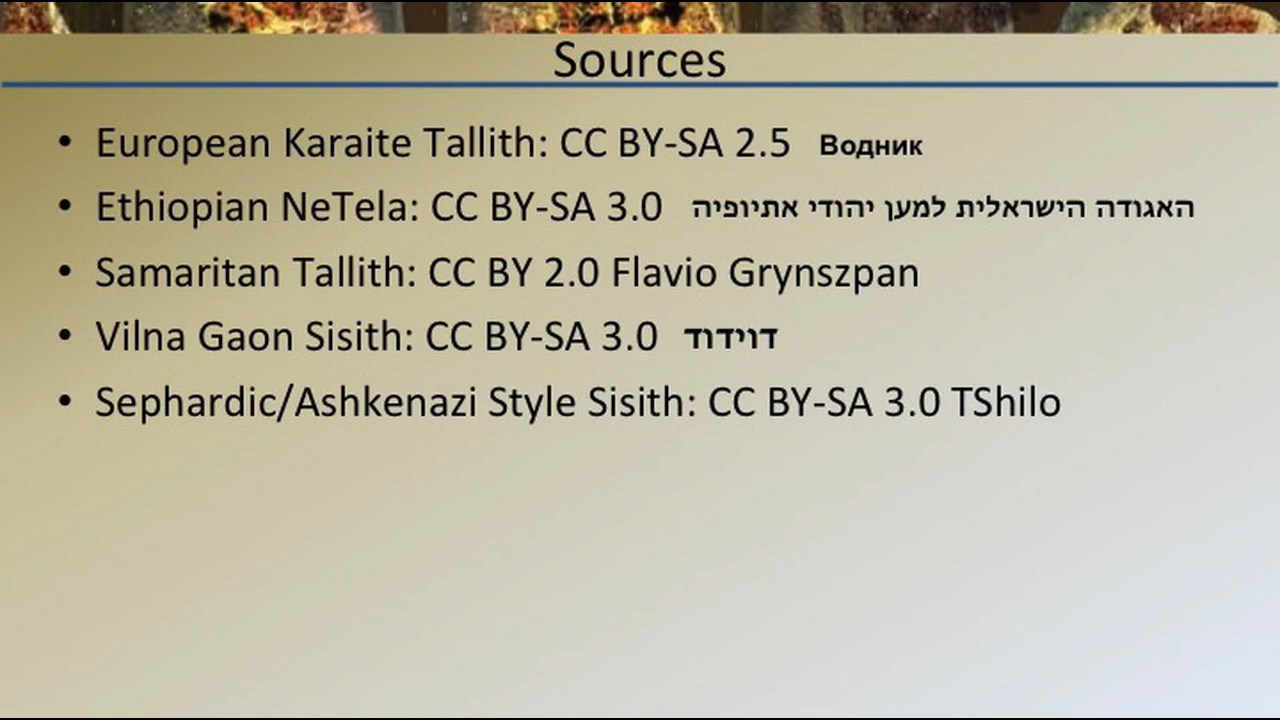 Sources
• European Karaite Tallith: CC BY-SA 2.5 Водник
• Ethiopian NeTela: CC BY-SA 3.0 האגודה הישראלית למען יהודי אתיופיה
• Samaritan Tallith: CC BY 2.0 Flavio Grynszpan
• Vilna Gaon Sisith: CC BY-SA 3.0 דוידוד
• Sephardic/Ashkenazi Style Sisith: CC BY-SA 3.0 TShilo